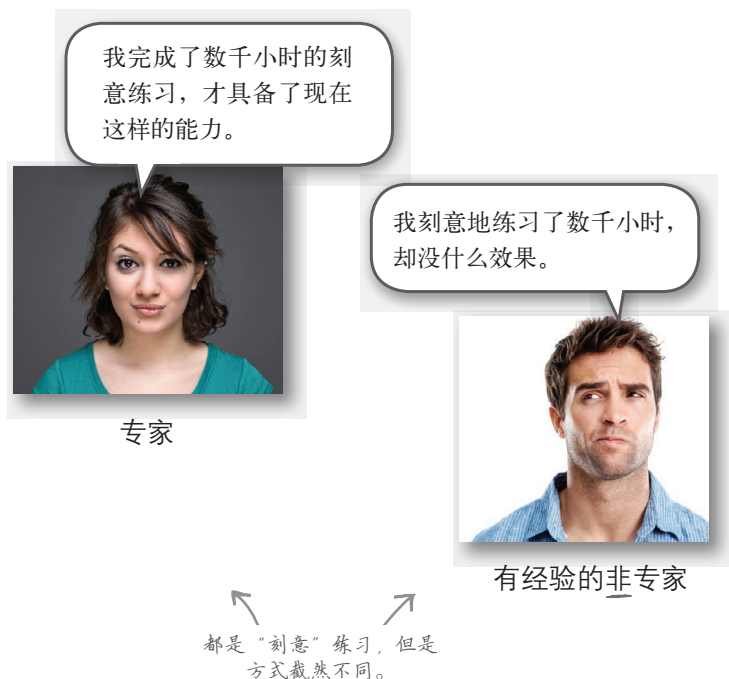 我完成了数千小时的刻
意练习，才具备了现在
这样的能力。
我刻意地练习了数千小时，
却没什么效果。
专家
有经验的非专家
都是“刻意”练习，但是
方式截然不同。